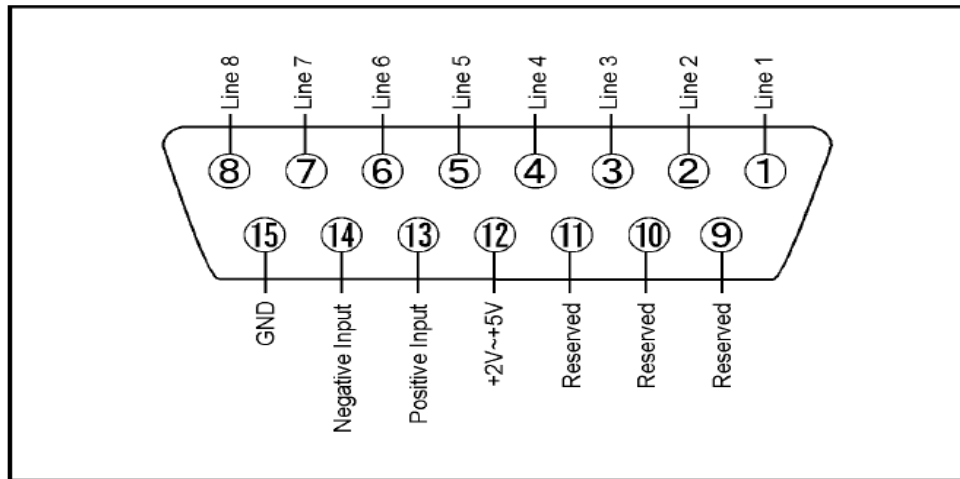 Line 8
Line 7
Line 6
Line 5
Line 4
Line 3
Line 2
Line 1
8
7
6
5
4
3
2
1
15
14
13
12
11
10
9
GND
Negative Input
Positive Input
+2V~+5V
Reserved
Reserved
Reserved